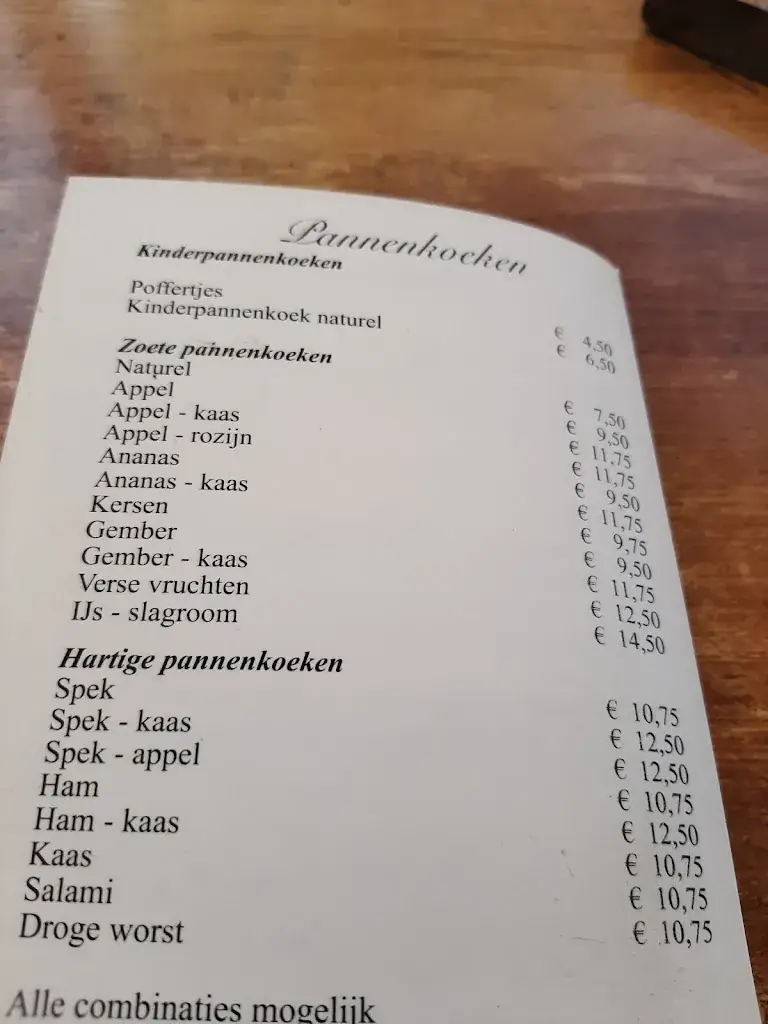 Pannenkoeken
Kinderpannenkoeken
Poffertjes € 4,50
Kinderpannenkoek naturel € 6,50
Zoete pannenkoeken
Naturel € 7,50
Appel € 9,50
Appel - kaas € 11,75
Appel - rozijn € 11,75
Ananas € 9,50
Ananas - kaas € 11,75
Kersen € 9,75
Gember € 9,50
Gember - kaas € 11,75
Verse vruchten € 12,50
IJs - slagroom € 14,50
Hartige pannenkoeken
Spek € 10,75
Spek - kaas € 12,50
Spek - appel € 12,50
Ham € 10,75
Ham - kaas € 12,50
Kaas € 10,75
Salami € 10,75
Droge worst € 10,75
Alle combinaties mogelijk